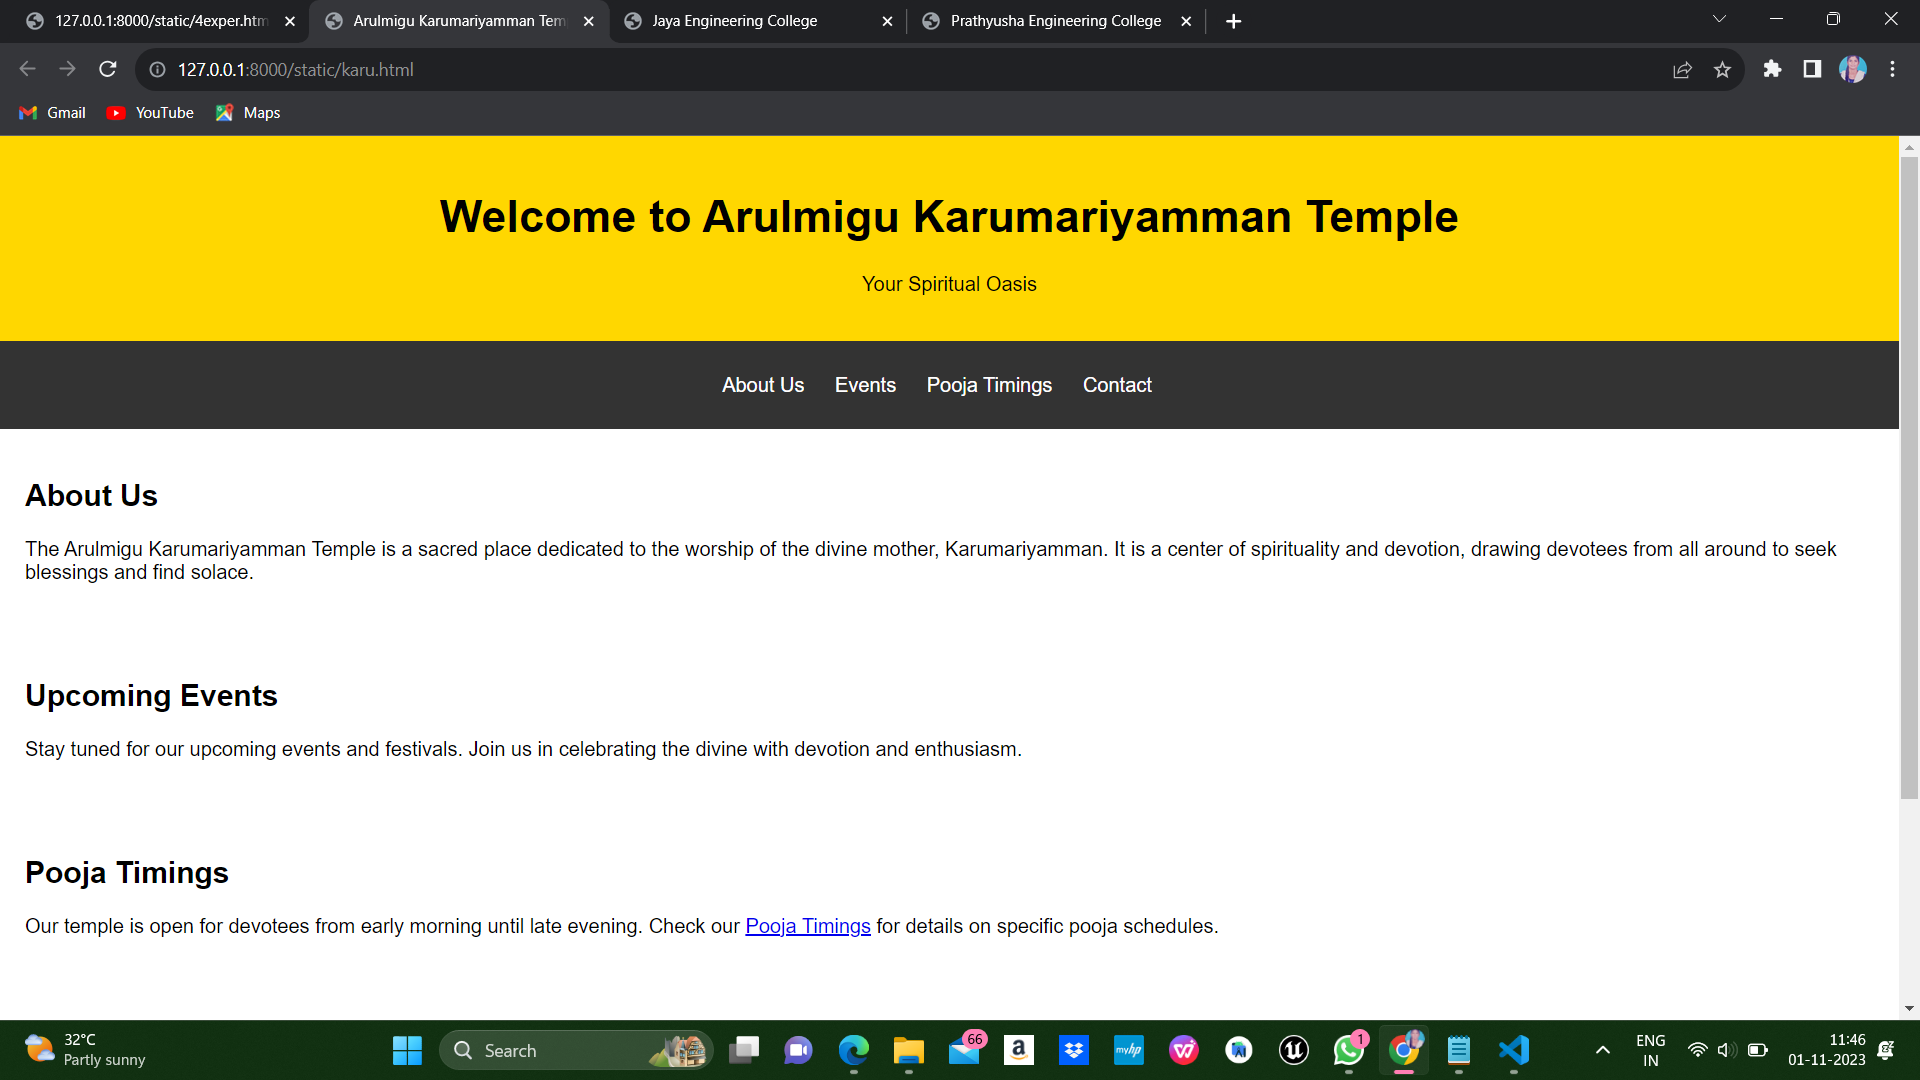 127.0.0.1:8000/static/4exper.htm
Arulmigu Karumariyamman Tem
Jaya Engineering College
Prathyusha Engineering College
127.0.0.1:8000/static/karu.html
Gmail
YouTube
Maps
Welcome to Arulmigu Karumariyamman Temple
Your Spiritual Oasis
About Us
Events
Pooja Timings
Contact
About Us
The Arulmigu Karumariyamman Temple is a sacred place dedicated to the worship of the divine mother, Karumariyamman. It is a center of spirituality and devotion, drawing devotees from all around to seek
blessings and find solace.
Upcoming Events
Stay tuned for our upcoming events and festivals. Join us in celebrating the divine with devotion and enthusiasm.
Pooja Timings
Our temple is open for devotees from early morning until late evening. Check our Pooja Timings for details on specific pooja schedules.
32°C
Partly sunny
Search
66
a
myhp
1
ENG
IN
11:46
01-11-2023